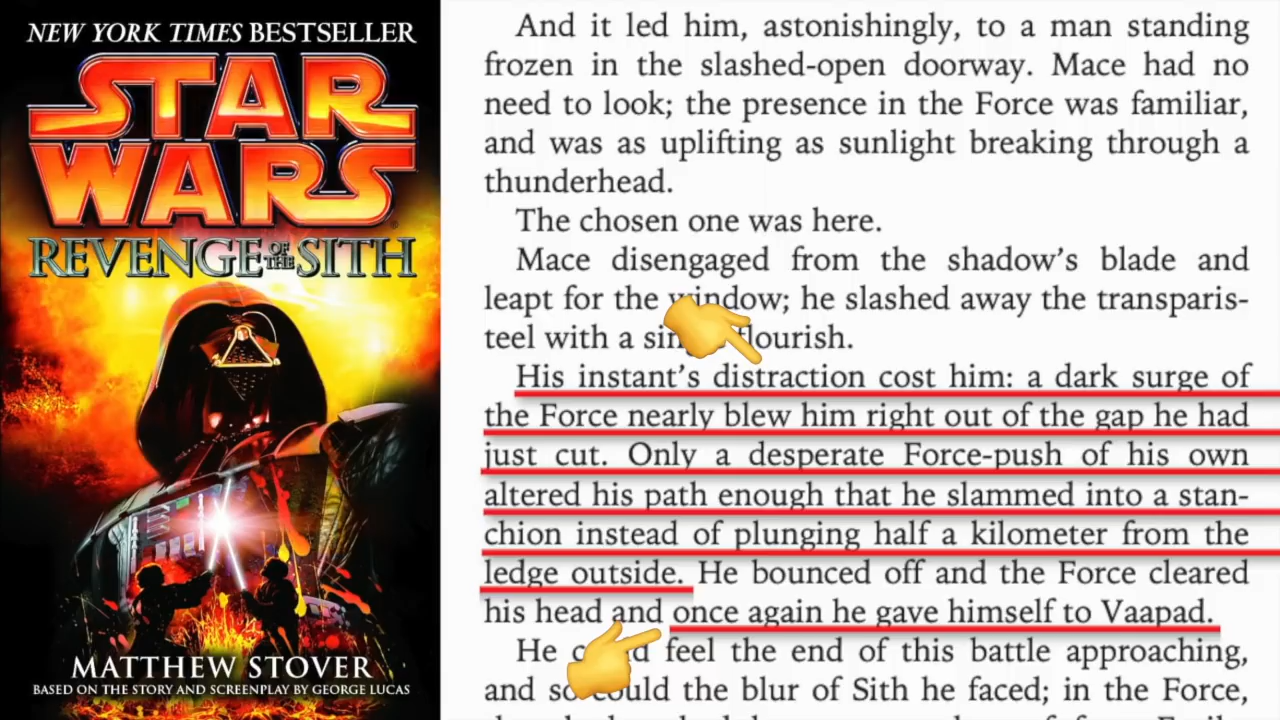 NEW YORK TIMES BESTSELLER
STAR
WARS
REVENGE OF THE SITH
MATTHEW STOVER
BASED ON THE STORY AND SCREENPLAY BY GEORGE LUCAS
And it led him, astonishingly, to a man standing
frozen in the slashed-open doorway. Mace had no
need to look; the presence in the Force was familiar,
and was as uplifting as sunlight breaking through a
thunderhead.
The chosen one was here.
Mace disengaged from the shadow's blade and
leapt for the window; he slashed away the transparis-
teel with a flourish.
His instant's distraction cost him: a dark surge of
the Force nearly blew him right out of the gap he had
just cut. Only a desperate Force-push of his own
altered his path enough that he slammed into a stan-
chion instead of plunging half a kilometer from the
ledge outside. He bounced off and the Force cleared
his head and once again he gave himself to Vaapad.
He feel the end of this battle approaching,
and so could the blur of Sith he faced; in the Force,